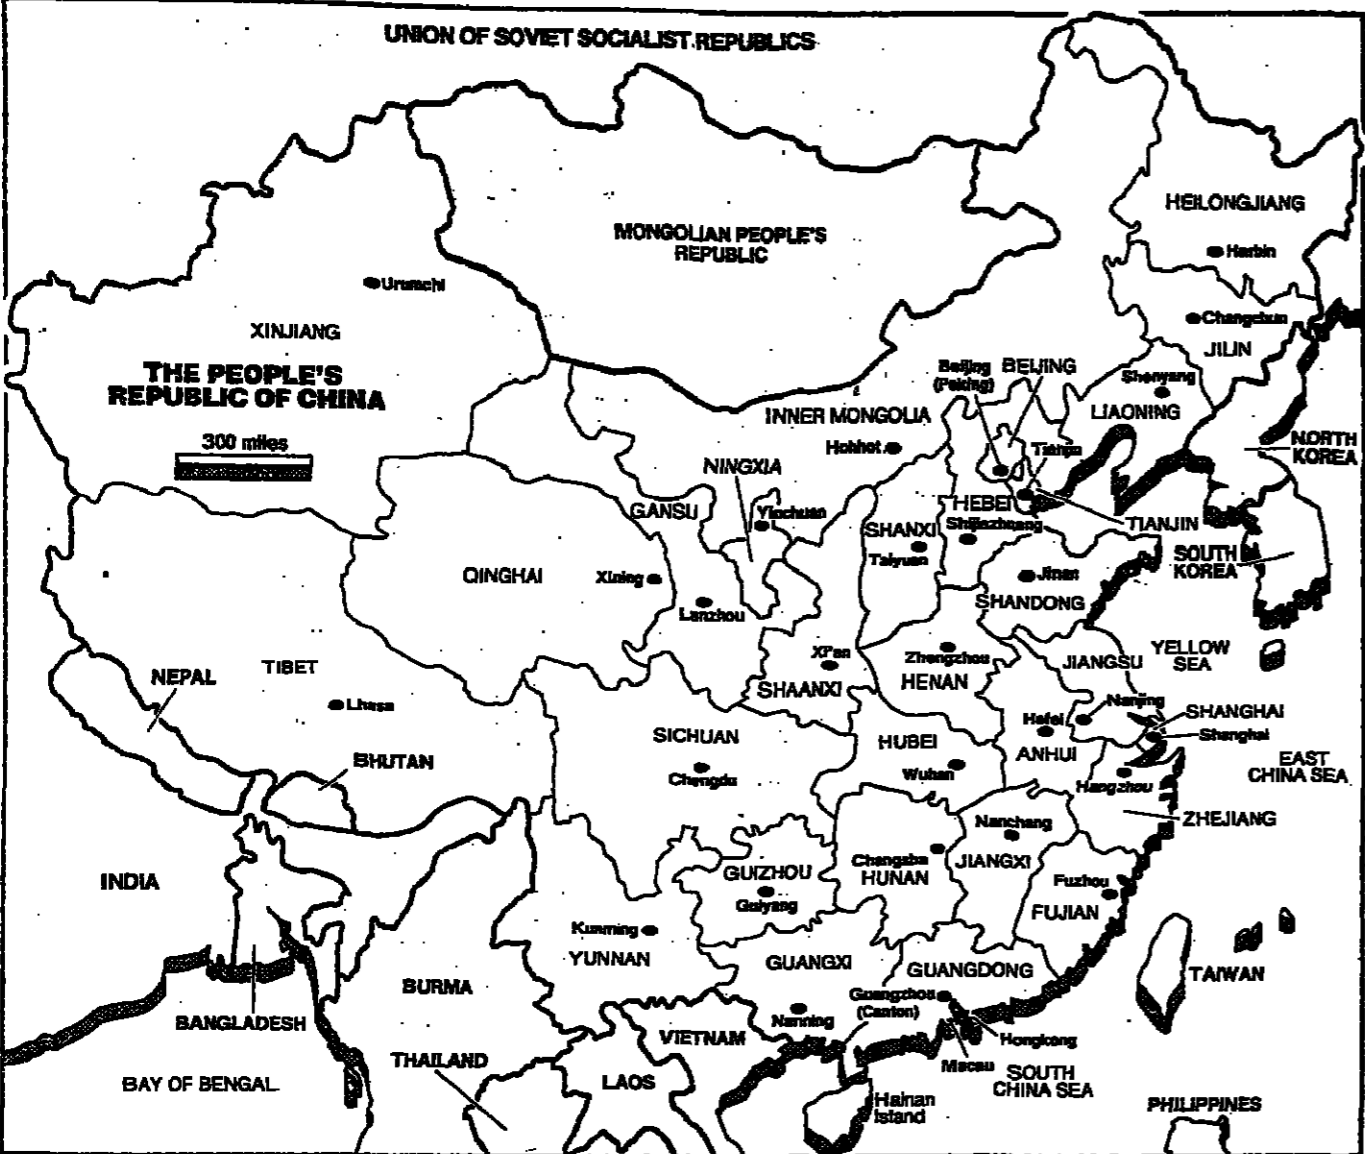 UNION OF SOVIET SOCIALIST REPUBLICS
HEILONGJIANG
MONGOLIAN PEOPLE'S
REPUBLIC
Harbin
Urumchi
Changchun
XINJIANG
JILIN
THE PEOPLE'S
REPUBLIC OF CHINA
Beijing
(Peking)
BEIJING
Shenyang
INNER MONGOLIA
LIAONING
300 miles
Hohhot
Tianjin
NORTH
KOREA
NINGXIA
GANSU
Yinchuan
HEBEI
Shijiazhuang
TIANJIN
SHANXI
Taiyuan
SOUTH
KOREA
QINGHAI
Xining
Jinan
Lanzhou
SHANDONG
Xi'an
Zhengzhou
JIANGSU
YELLOW
SEA
NEPAL
TIBET
SHAANXI
HENAN
Lhasa
Nanjing
SHANGHAI
Hefei
Shanghai
SICHUAN
HUBEI
ANHUI
BHUTAN
Chengdu
Wuhan
Hangzhou
EAST
CHINA SEA
ZHEJIANG
Nanchang
INDIA
GUIZHOU
Changsha
HUNAN
JIANGXI
Fuzhou
Guiyang
FUJIAN
Kunming
YUNNAN
GUANGXI
GUANGDONG
TAIWAN
BURMA
Guangzhou
(Canton)
BANGLADESH
Nanning
VIETNAM
Hongkong
THAILAND
Macau
BAY OF BENGAL
LAOS
SOUTH
CHINA SEA
Hainan
Island
PHILIPPINES